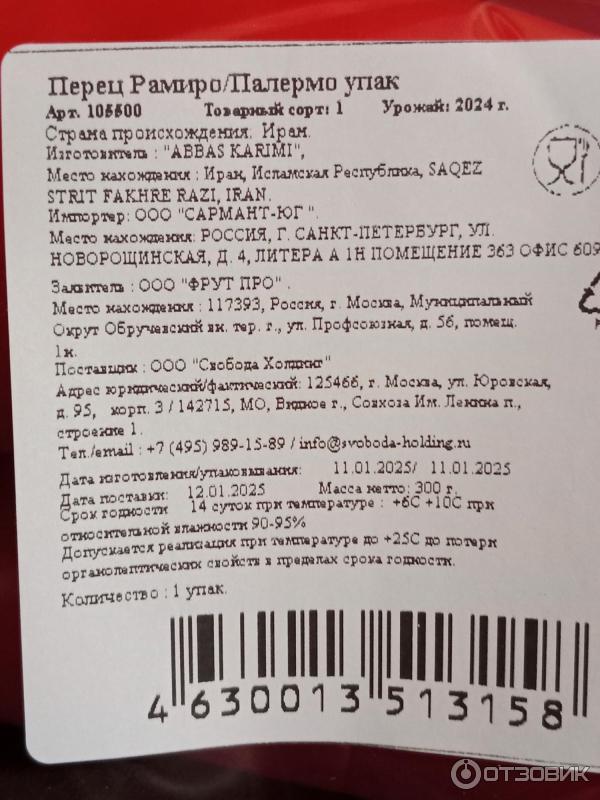 Перец Рамиро/Палермо упак
Арт. 105500 Товарный сорт: 1 Урожай: 2024 г.
Страна происхождения: Иран.
Изготовитель : "ABBAS KARIMI",
Место нахождения : Иран, Исламская Республика, SAQEZ
STRIT FAKHRE RAZI, IRAN.
Импортер: ООО "САРМАНТ-ЮГ ".
Место нахождения: РОССИЯ, Г. САНКТ-ПЕТЕРБУРГ, УЛ.
НОВОРОЩИНСКАЯ, Д. 4, ЛИТЕРА А 1Н ПОМЕЩЕНИЕ 363 ОФИС 609
Заявитель : ООО "ФРУТ ПРО" .
Место нахождения : 117393, Россия, г. Москва, Муниципальный
Округ Обручевский вн. тер. г., ул. Профсоюзная, д. 56, помещ.
1н.
Поставщик : ООО "Свобода Холдинг"
Адрес юридический/фактический: 125466, г. Москва, ул. Юровская,
д. 95, корп. 3 / 142715, МО, Видное г., Совхоза Им. Ленина п.,
строение 1.
Тел./email : +7 (495) 989-15-89 / info@svoboda-holding.ru
Дата изготовления/упаковывания: 11.01.2025/ 11.01.2025
Дата поставки: 12.01.2025 Масса нетто: 300 г.
Срок годности 14 суток при температуре : +6С +10С при
относительной влажности 90-95%
Допускается реализация при температуре до +25С до потери
органолептических свойств в пределах срока годности.
Количество : 1 упак.
4 630013 513158
ОТЗОВИК